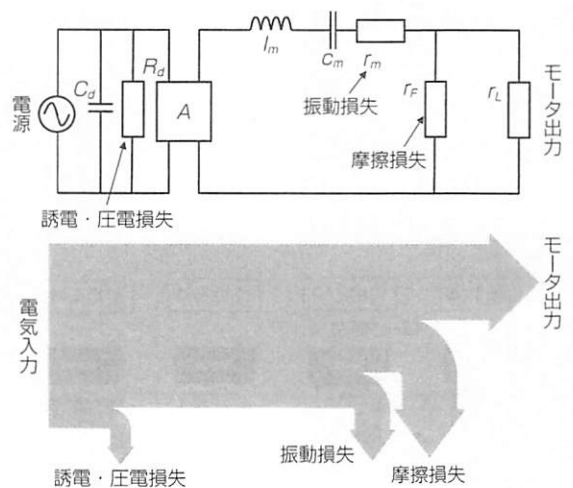 電源
C_d
R_d
A
l_m
c_m
r_m
振動損失
r_F
摩擦損失
r_L
モータ出力
誘電・圧電損失
電気入力
モータ出力
誘電・圧電損失
振動損失
摩擦損失